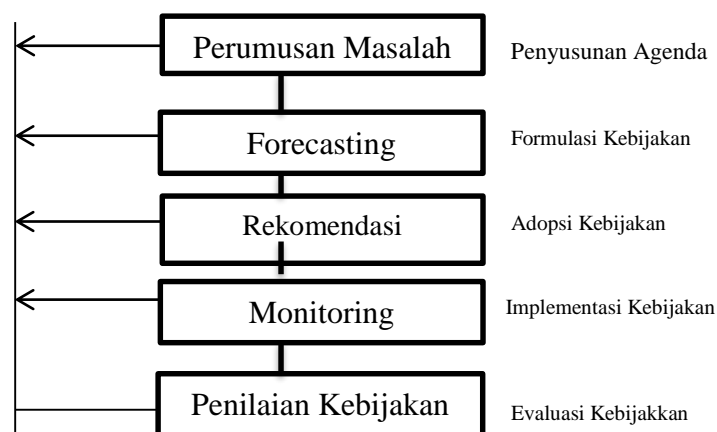 Perumusan Masalah
Penyusunan Agenda
Forecasting
Formulasi Kebijakan
Rekomendasi
Adopsi Kebijakan
Monitoring
Implementasi Kebijakan
Penilaian Kebijakan
Evaluasi Kebijakkan